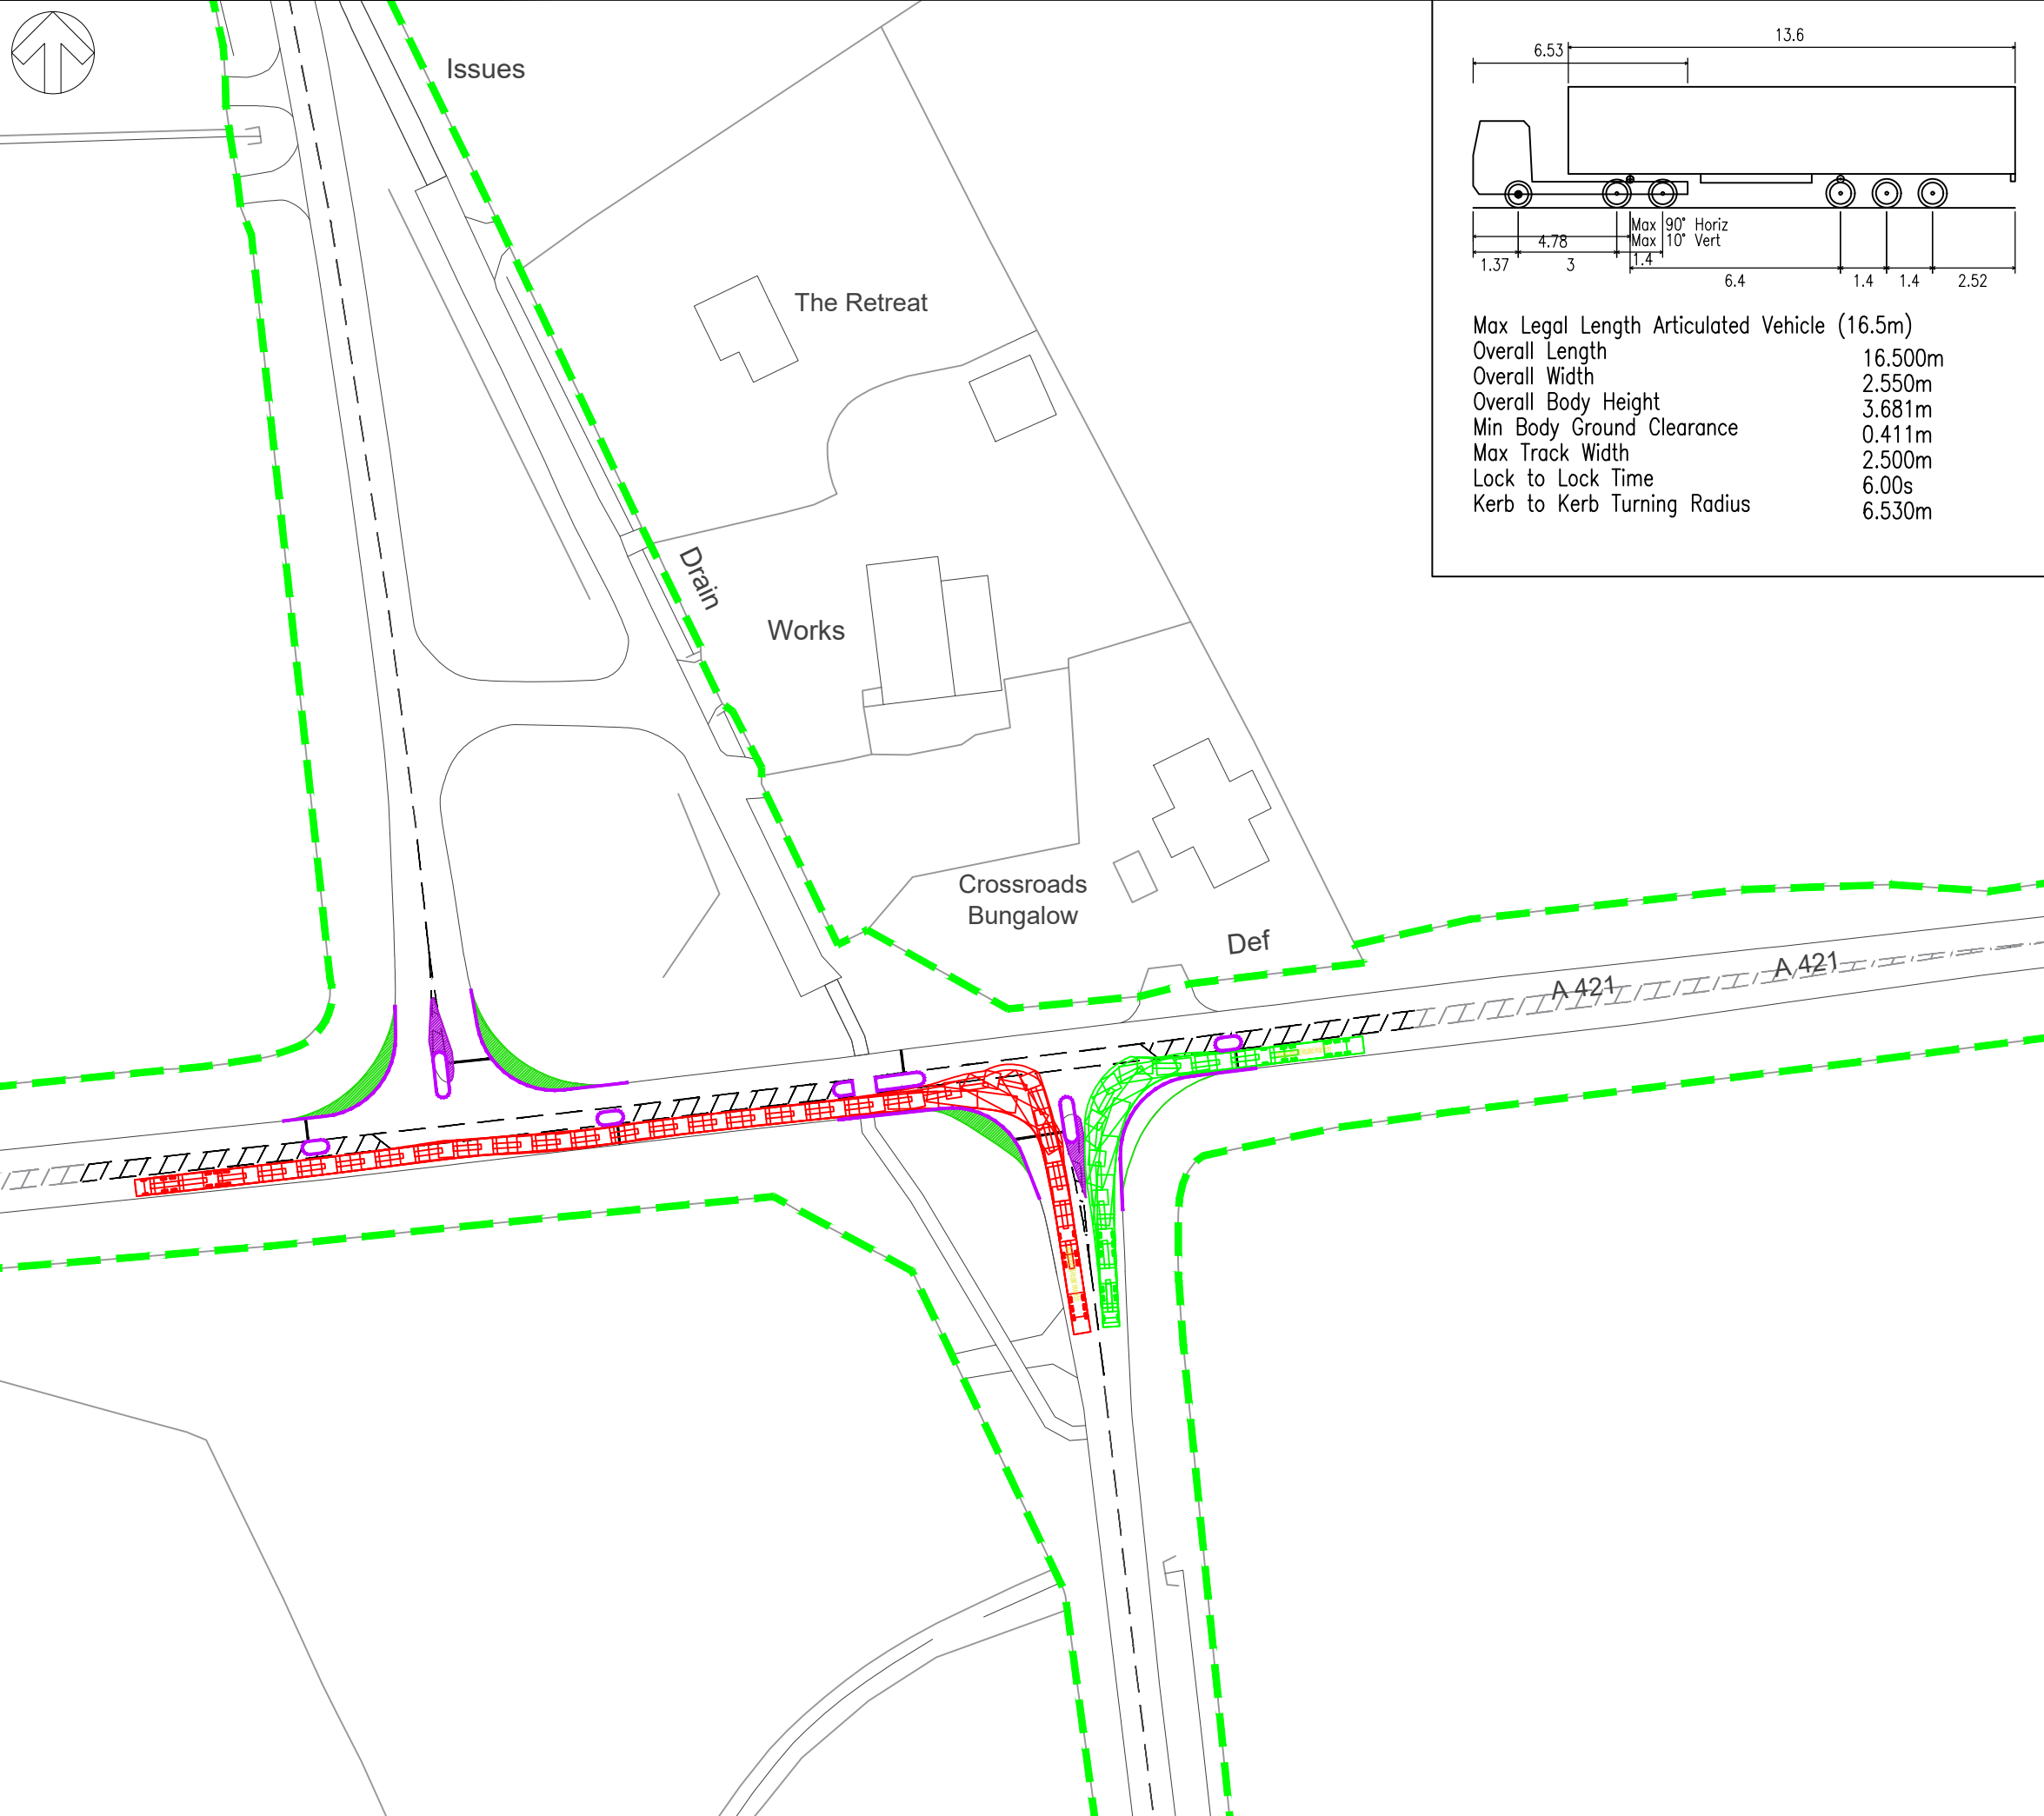 Issues
The Retreat
Drain
Works
Crossroads
Bungalow
Def
A 421
A 421
13.6
6.53
Max 90° Horiz
Max 10° Vert
4.78
1.37
3
1.4
6.4
1.4
1.4
2.52
Max Legal Length Articulated Vehicle (16.5m)
Overall Length 16.500m
Overall Width 2.550m
Overall Body Height 3.681m
Min Body Ground Clearance 0.411m
Max Track Width 2.500m
Lock to Lock Time 6.00s
Kerb to Kerb Turning Radius 6.530m